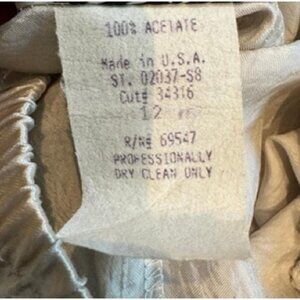 100% ACETATE
Made in U.S.A.
ST. 02037-S8
Cut# 34316
12
R/N# 69547
PROFESSIONALLY
DRY CLEAN ONLY